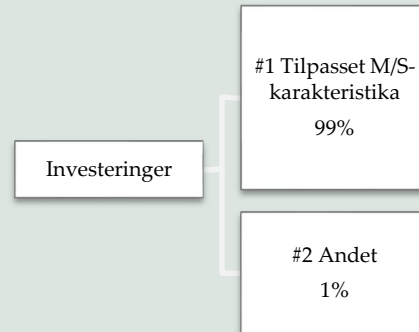 #1 Tilpasset M/S-
karakteristika
99%
Investeringer
#2 Andet
1%